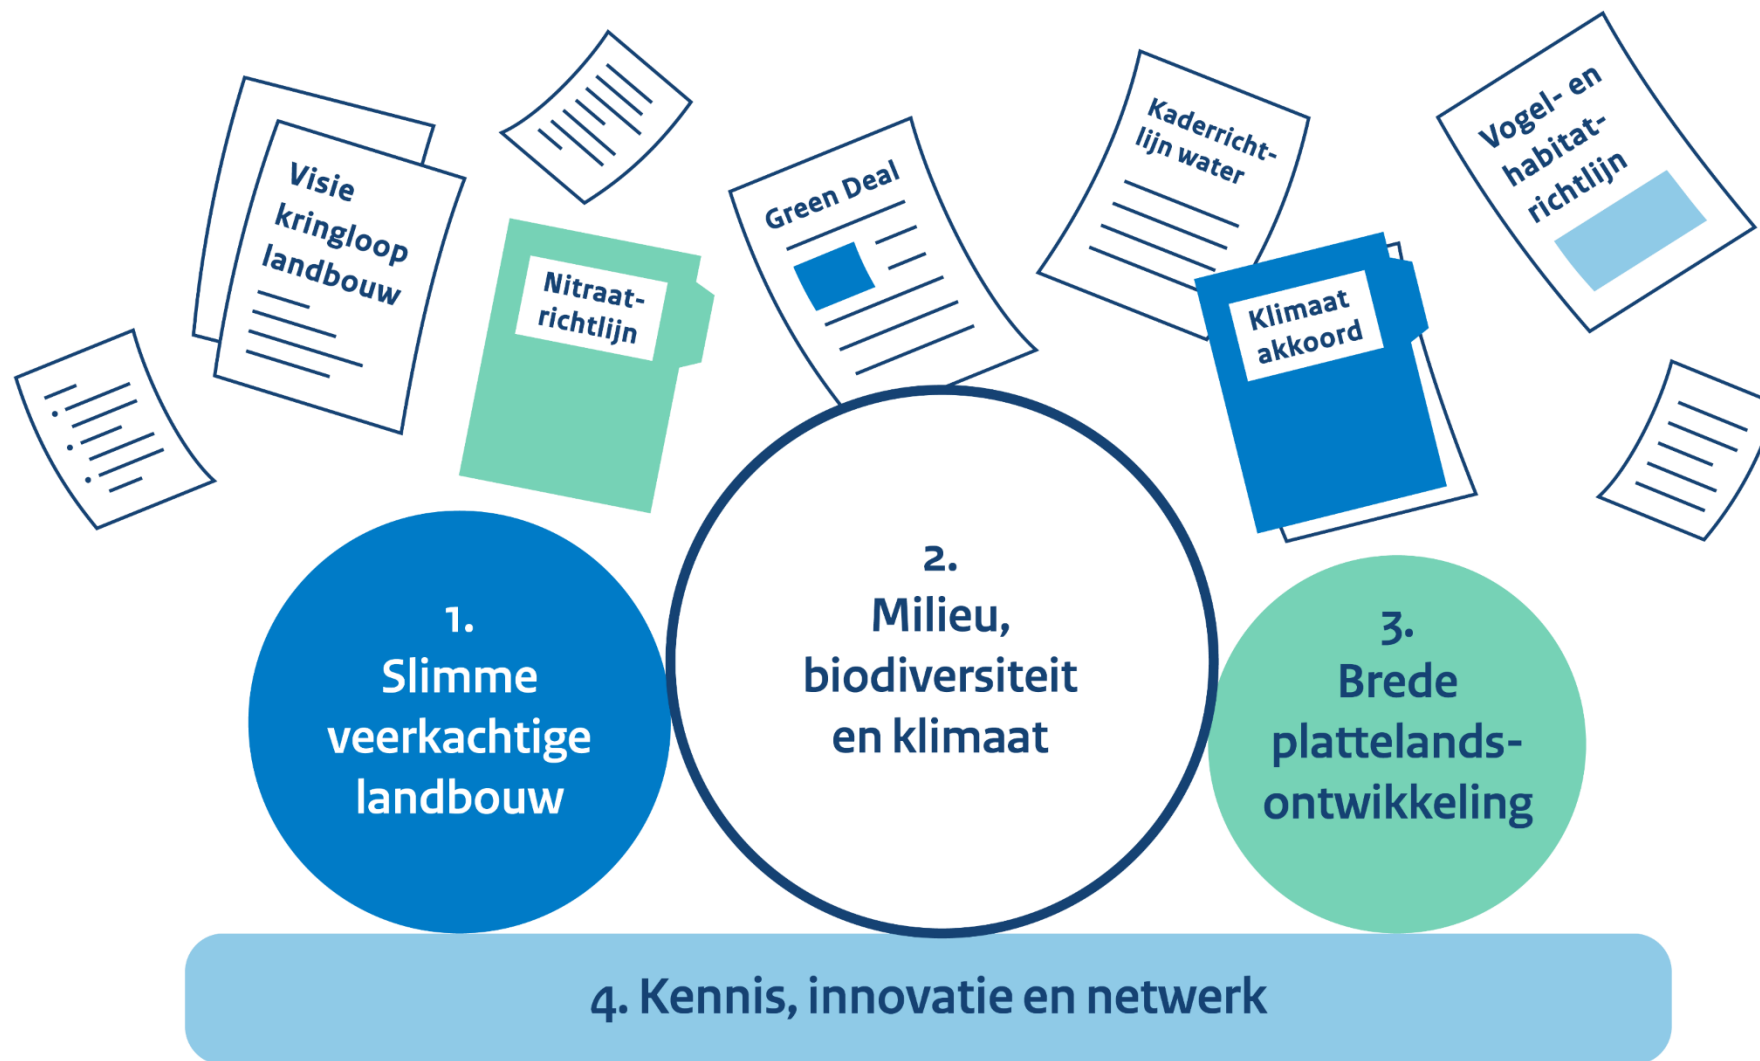 Visie
kringloop
landbouw
Nitraat-
richtlijn
Green Deal
Kaderricht-
lijn water
Klimaat
akkoord
Vogel- en
habitat-
richtlijn
1.
Slimme
veerkachtige
landbouw
2.
Milieu,
biodiversiteit
en klimaat
3.
Brede
plattelands-
ontwikkeling
4. Kennis, innovatie en netwerk